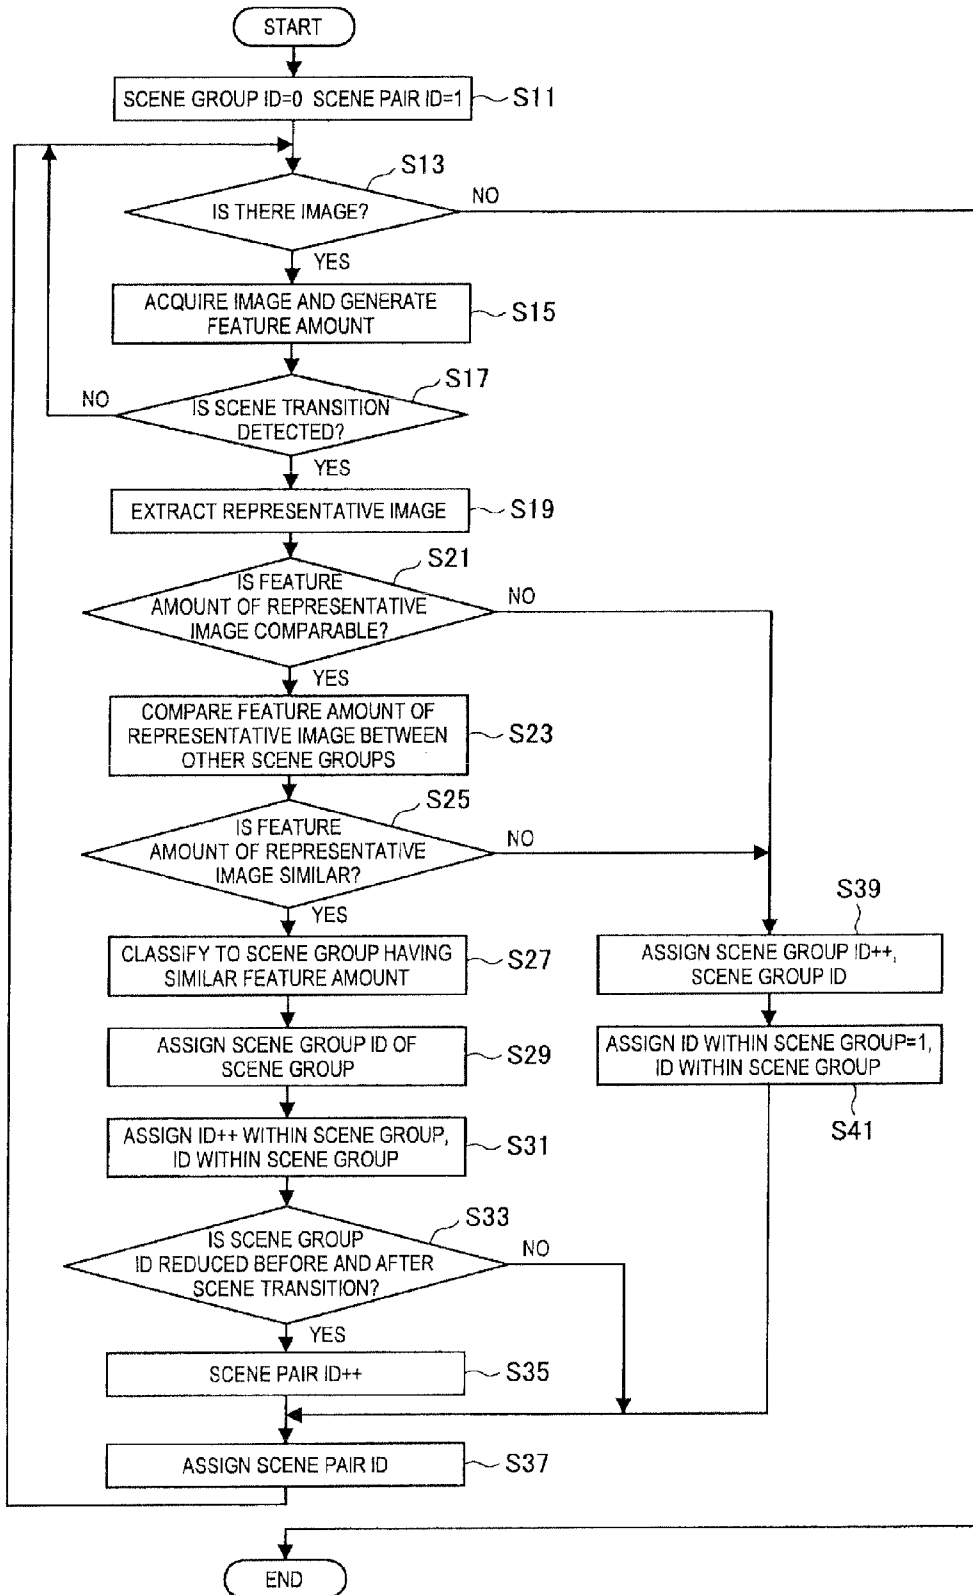 START
SCENE GROUP ID=0 SCENE PAIR ID=1
S11
S13
IS THERE IMAGE?
NO
YES
ACQUIRE IMAGE AND GENERATE
FEATURE AMOUNT
S15
S17
NO
IS SCENE TRANSITION
DETECTED?
YES
EXTRACT REPRESENTATIVE IMAGE
S19
S21
IS FEATURE
AMOUNT OF REPRESENTATIVE
IMAGE COMPARABLE?
NO
YES
COMPARE FEATURE AMOUNT OF
REPRESENTATIVE IMAGE BETWEEN
OTHER SCENE GROUPS
S23
S25
IS FEATURE
AMOUNT OF REPRESENTATIVE
IMAGE SIMILAR?
NO
YES
CLASSIFY TO SCENE GROUP HAVING
SIMILAR FEATURE AMOUNT
S27
S39
ASSIGN SCENE GROUP ID++,
SCENE GROUP ID
ASSIGN SCENE GROUP ID OF
SCENE GROUP
S29
ASSIGN ID WITHIN SCENE GROUP=1,
ID WITHIN SCENE GROUP
S41
ASSIGN ID++ WITHIN SCENE GROUP,
ID WITHIN SCENE GROUP
S31
S33
IS SCENE GROUP
ID REDUCED BEFORE AND AFTER
SCENE TRANSITION?
NO
YES
SCENE PAIR ID++
S35
ASSIGN SCENE PAIR ID
S37
END